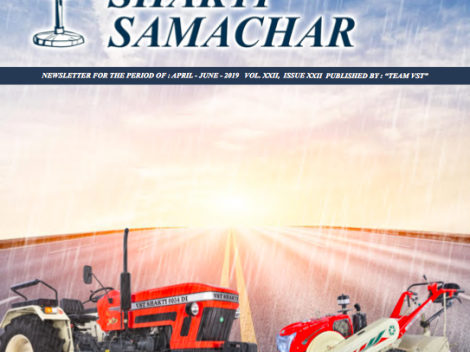 SHAKTI
SAMACHAR
NEWSLETTER FOR THE PERIOD OF : APRIL - JUNE - 2019 VOL. XXII, ISSUE XXII PUBLISHED BY : "TEAM VST"
VST SHAKTI 5034 DI